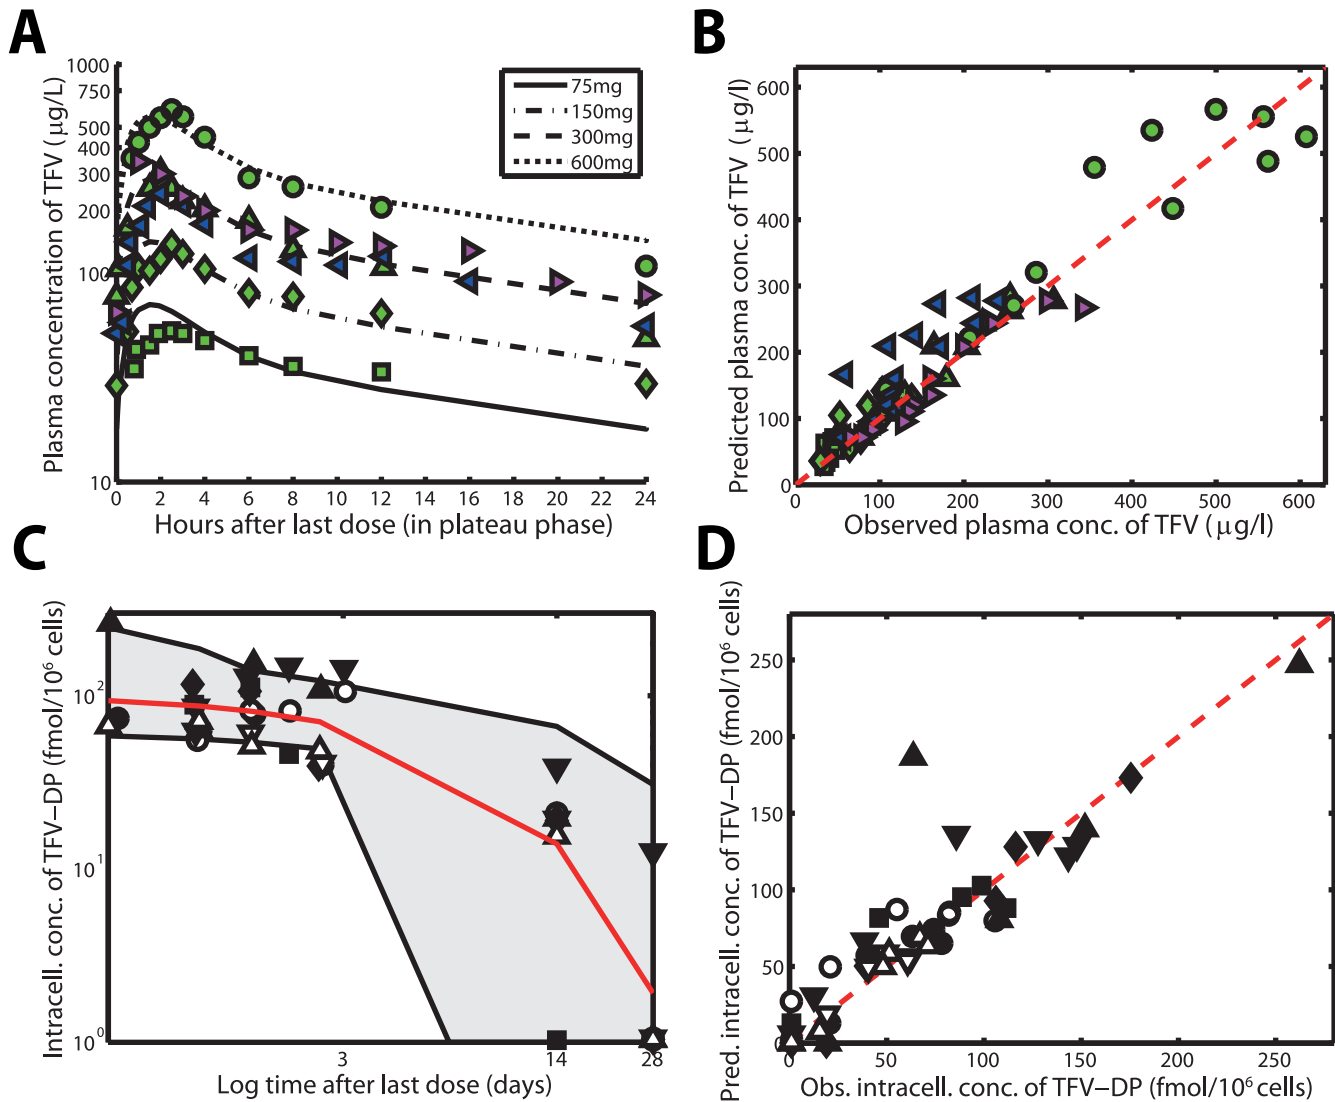 A
Plasma concentration of TFV (μg/L)
1000
750
500
400
300
200
100
10
75mg
150mg
300mg
600mg
0 2 4 6 8 10 12 14 16 18 20 22 24
Hours after last dose (in plateau phase)
B
Predicted plasma conc. of TFV (μg/l)
600
500
400
300
200
100
0
0 100 200 300 400 500 600
Observed plasma conc. of TFV (μg/l)
C
Intracell. conc. of TFV−DP (fmol/10⁶ cells)
10²
10¹
10⁰
3 14 28
Log time after last dose (days)
D
Pred. intracell. conc. of TFV−DP (fmol/10⁶ cells)
250
200
150
100
50
0
0 50 100 150 200 250
Obs. intracell. conc. of TFV−DP (fmol/10⁶ cells)